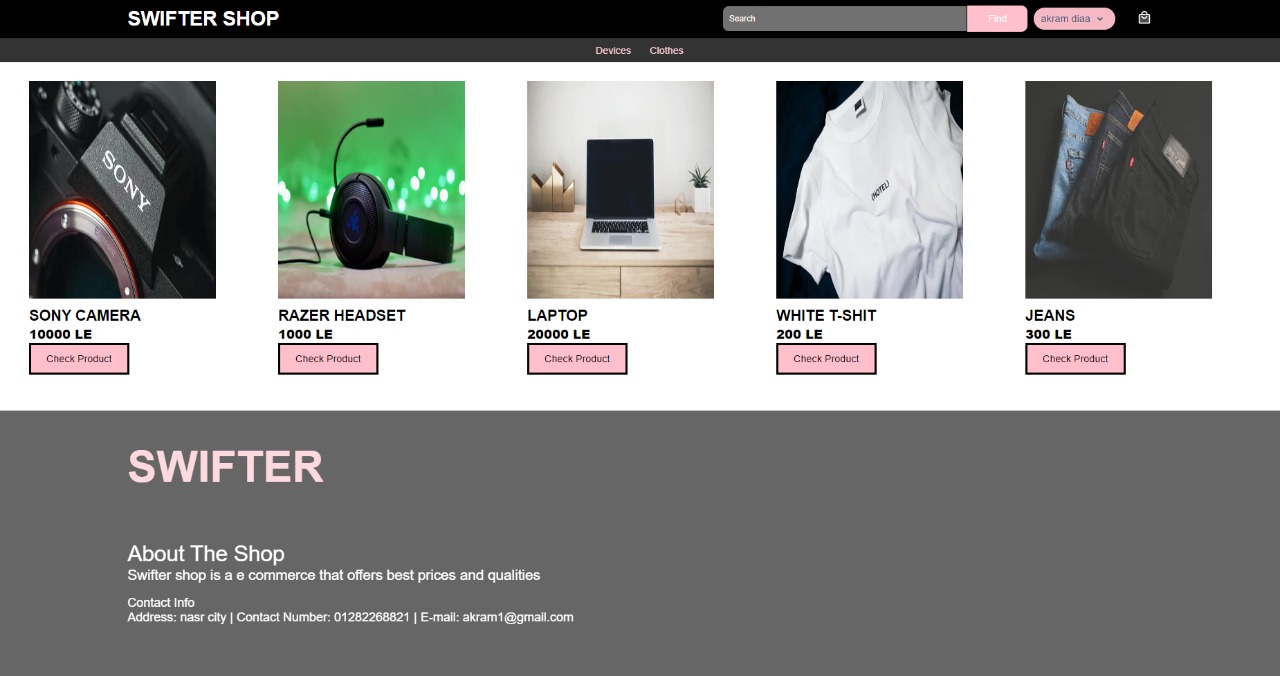 SWIFTER SHOP
Search
Find
akram diaa
Devices
Clothes
SONY
(HOTEL)
SONY CAMERA
10000 LE
Check Product
RAZER HEADSET
1000 LE
Check Product
LAPTOP
20000 LE
Check Product
WHITE T-SHIT
200 LE
Check Product
JEANS
300 LE
Check Product
SWIFTER
About The Shop
Swifter shop is a e commerce that offers best prices and qualities
Contact Info
Address: nasr city | Contact Number: 01282268821 | E-mail: akram1@gmail.com